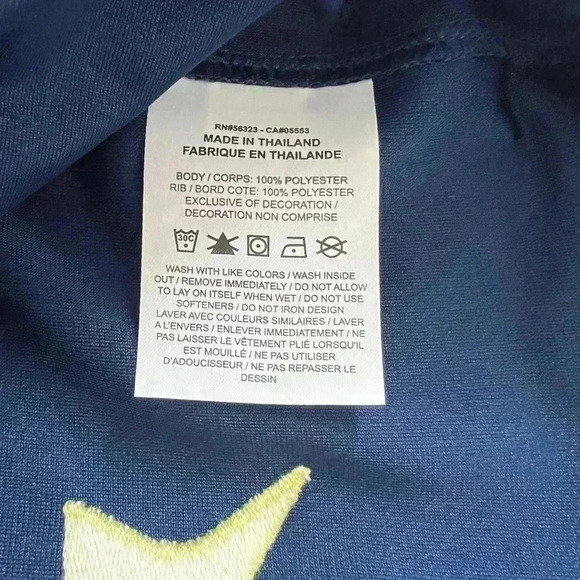 RN#56323 - CA#05553
MADE IN THAILAND
FABRIQUE EN THAILANDE
BODY / CORPS: 100% POLYESTER
RIB / BORD COTE: 100% POLYESTER
EXCLUSIVE OF DECORATION /
DECORATION NON COMPRISE
30C
WASH WITH LIKE COLORS / WASH INSIDE
OUT / REMOVE IMMEDIATELY / DO NOT ALLOW
TO LAY ON ITSELF WHEN WET / DO NOT USE
SOFTENERS / DO NOT IRON DESIGN
LAVER AVEC COULEURS SIMILAIRES / LAVER
A L'ENVERS / ENLEVER IMMEDIATEMENT / NE
PAS LAISSER LE VÊTEMENT PLIÉ LORSQU'IL
EST MOUILLÉ / NE PAS UTILISER
D'ADOUCISSEUR / NE PAS REPASSER LE
DESSIN